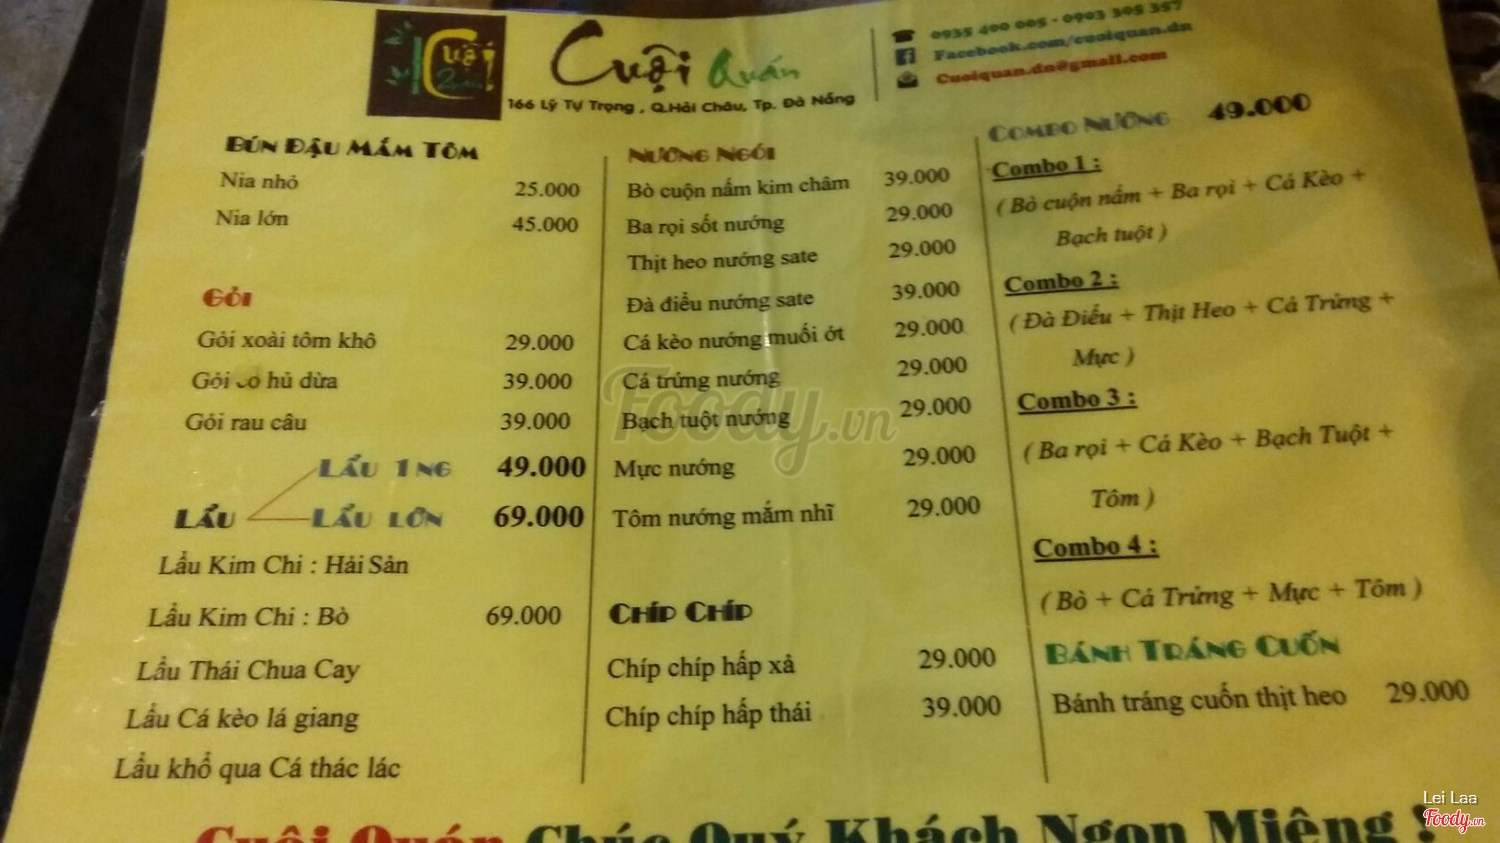 Cuội Quán
Cuội Quán
166 Lý Tự Trọng , Q.Hải Châu, Tp. Đà Nẵng
0935 400 005 - 0903 305 357
Facebook.com/cuoiquan.dn
Cuoiquan.dn@gmail.com
BÚN ĐẬU MẮM TÔM
Nia nhỏ 25.000
Nia lớn 45.000
GỎI
Gỏi xoài tôm khô 29.000
Gỏi cổ hủ dừa 39.000
Gỏi rau câu 39.000
LẨU 1 NG 49.000
LẨU LẨU LỚN 69.000
Lẩu Kim Chi : Hải Sản
Lẩu Kim Chi : Bò 69.000
Lẩu Thái Chua Cay
Lẩu Cá kèo lá giang
Lẩu khổ qua Cá thác lác
NƯỚNG NGÓI
Bò cuộn nấm kim châm 39.000
Ba rọi sốt nướng 29.000
Thịt heo nướng sate 29.000
Đà điểu nướng sate 39.000
Cá kèo nướng muối ớt 29.000
Cá trứng nướng 29.000
Bạch tuột nướng 29.000
Mực nướng 29.000
Tôm nướng mắm nhĩ 29.000
CHÍP CHÍP
Chíp chíp hấp xả 29.000
Chíp chíp hấp thái 39.000
COMBO NƯỚNG 49.000
Combo 1 :
( Bò cuộn nấm + Ba rọi + Cá Kèo +
Bạch tuột )
Combo 2 :
( Đà Điểu + Thịt Heo + Cá Trứng +
Mực )
Combo 3 :
( Ba rọi + Cá Kèo + Bạch Tuột +
Tôm )
Combo 4 :
( Bò + Cá Trứng + Mực + Tôm )
BÁNH TRÁNG CUỐN
Bánh tráng cuốn thịt heo 29.000
Cuội Quán Chúc Quý Khách Ngon Miệng !
Foody.vn
Lei Laa
Foody.vn